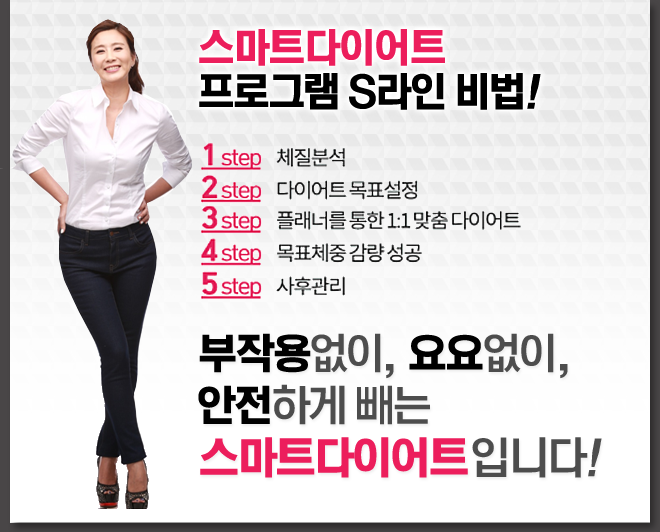 스마트다이어트
프로그램 S라인 비법!
1 step 체질분석
2 step 다이어트 목표설정
3 step 플래너를 통한 1:1 맞춤 다이어트
4 step 목표체중 감량 성공
5 step 사후관리
부작용없이, 요요없이,
안전하게 빼는
스마트다이어트입니다!